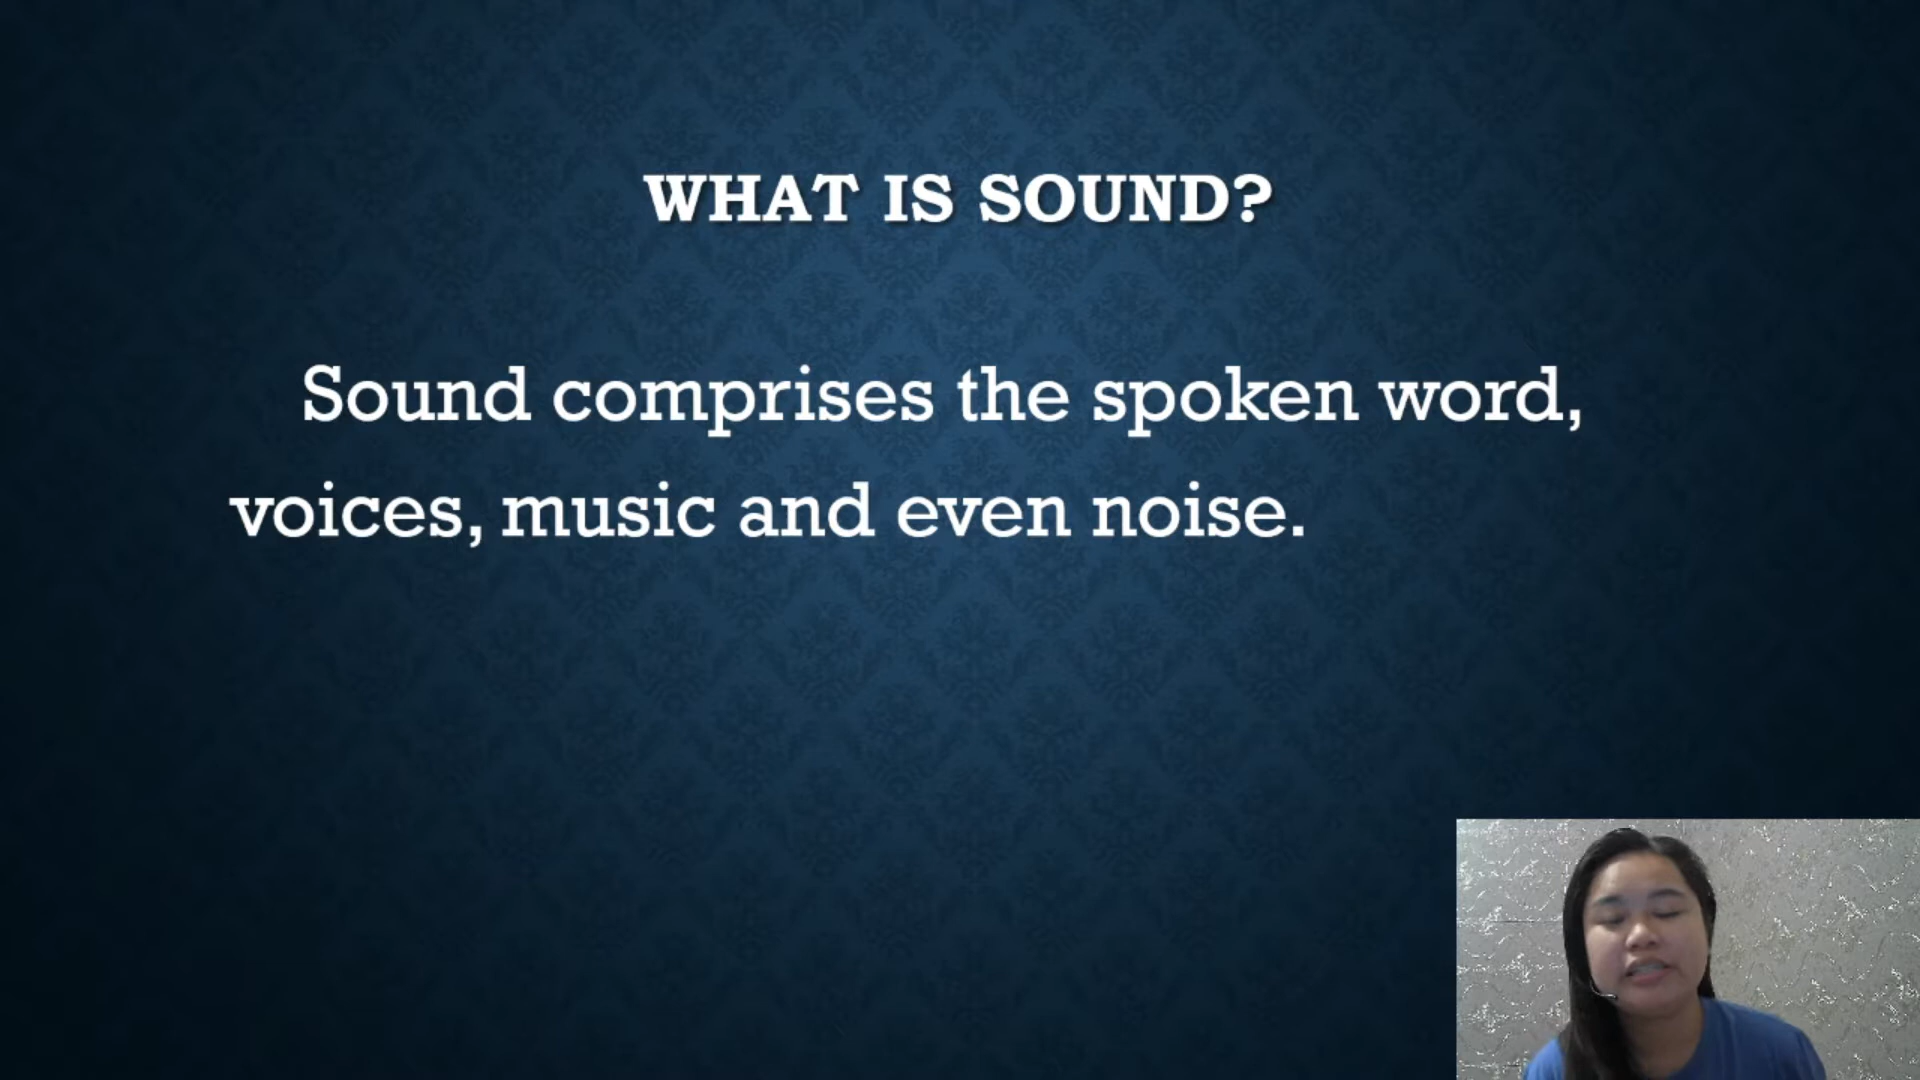 WHAT IS SOUND?
Sound comprises the spoken word,
voices, music and even noise.